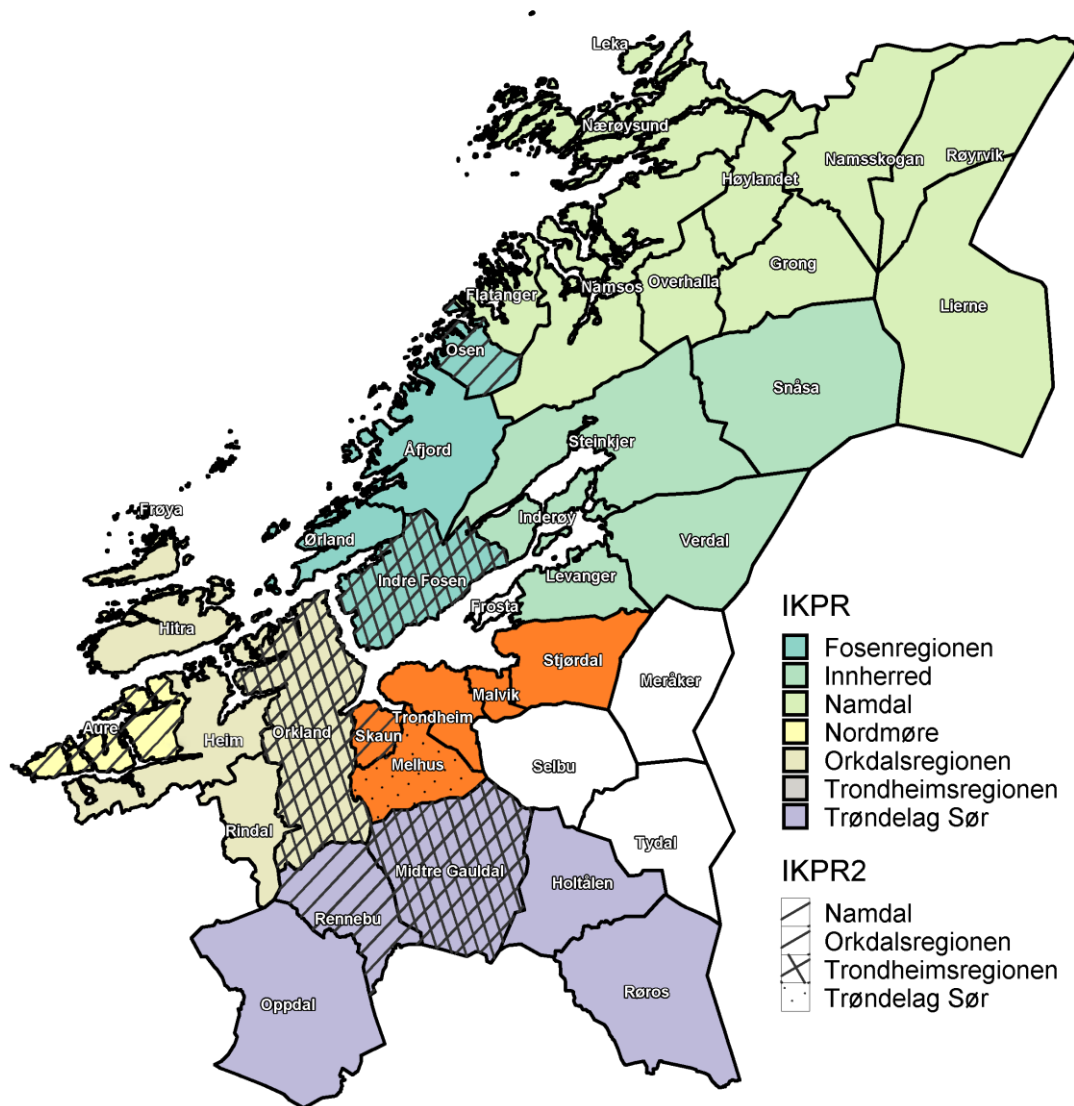 Leka
Nærøysund
Namsskogan
Røyrvik
Høylandet
Grong
Overhalla
Namsos
Flatanger
Lierne
Osen
Snåsa
Steinkjer
Åfjord
Frøya
Inderøy
Ørland
Verdal
Indre Fosen
Levanger
Frosta
Hitra
Stjørdal
Meråker
Malvik
Trondheim
Aure
Heim
Orkland
Skaun
Melhus
Selbu
Rindal
Tydal
Midtre Gauldal
Holtålen
Rennebu
Oppdal
Røros
IKPR
Fosenregionen
Innherred
Namdal
Nordmøre
Orkdalsregionen
Trondheimsregionen
Trøndelag Sør
IKPR2
Namdal
Orkdalsregionen
Trondheimsregionen
Trøndelag Sør